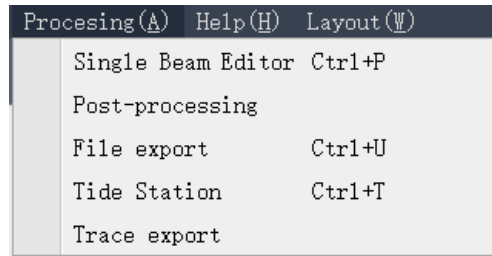 Procesing(A) Help(H) Layout(W)
Single Beam Editor Ctrl+P
Post-processing
File export Ctrl+U
Tide Station Ctrl+T
Trace export